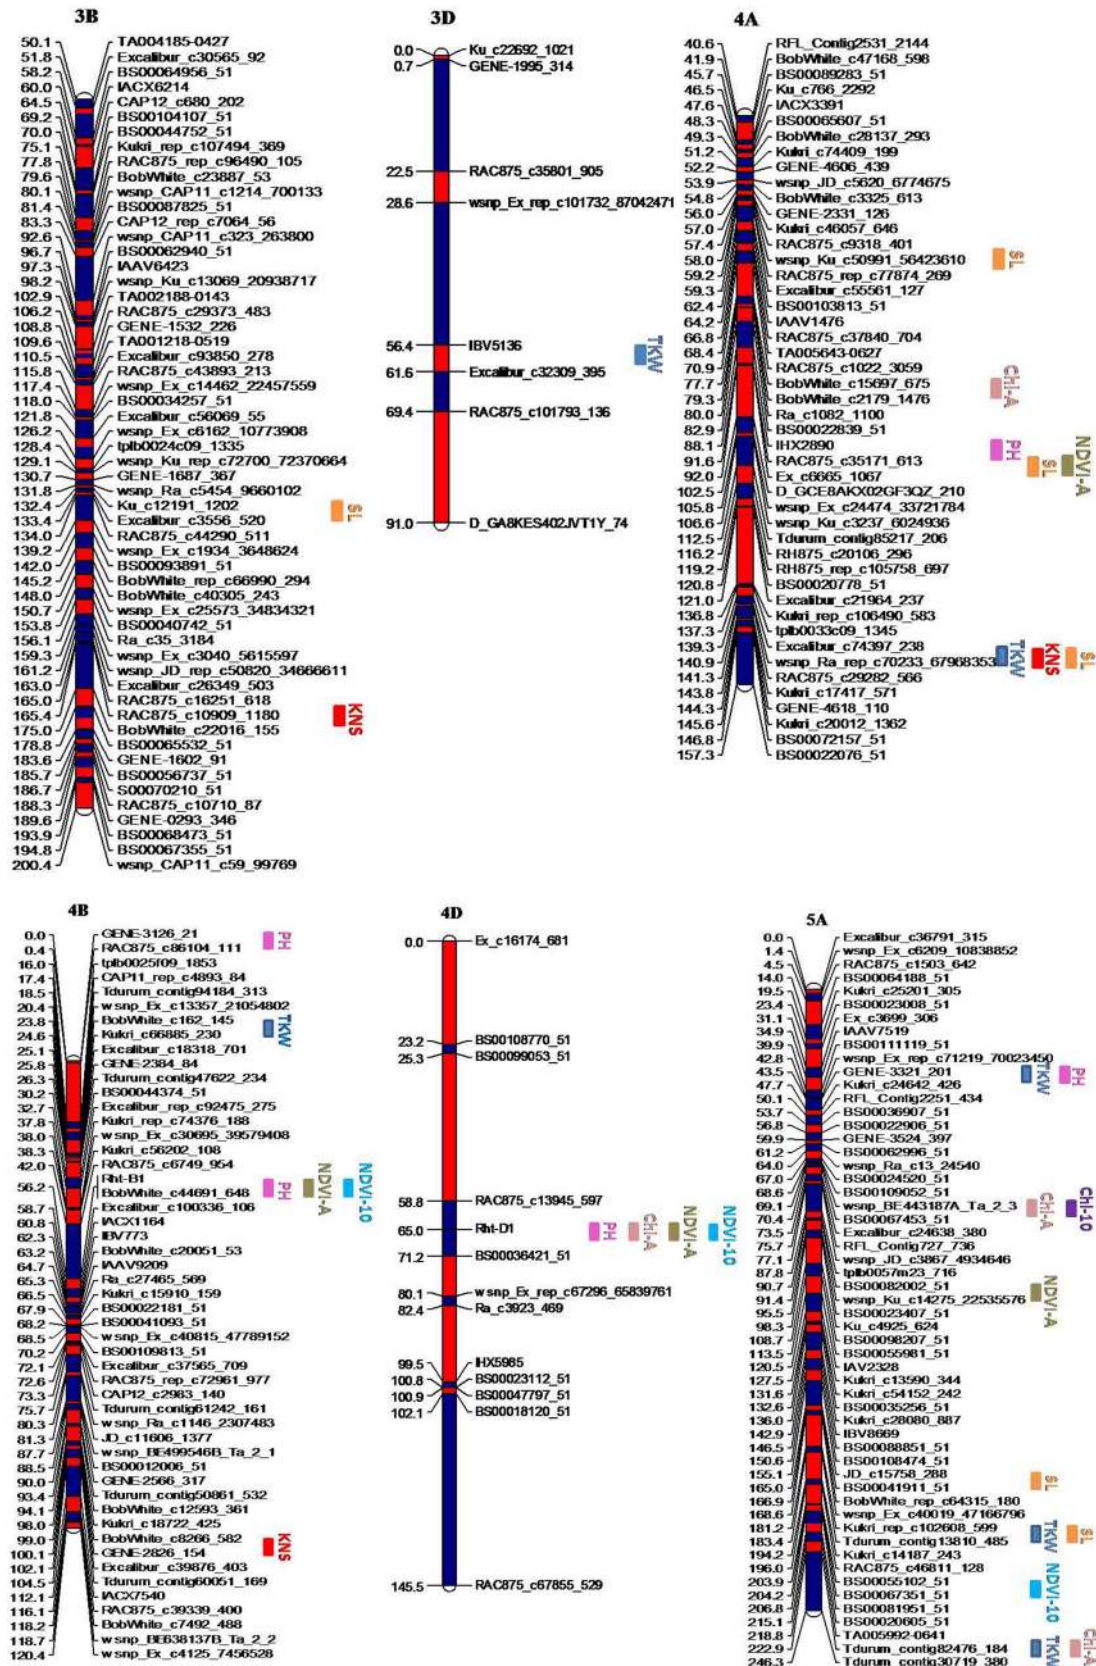 3B
50.1 TA004185-0427
51.8 Excalibur_c30565_92
58.2 BS00064956_51
60.0 IACX6214
64.5 CAP12_c680_202
69.2 BS00104107_51
70.0 BS00044752_51
75.1 Kukri_rep_c107494_369
77.8 RAC875_rep_c96490_105
79.6 BobWhite_c23887_53
80.1 wsnp_CAP11_c1214_700133
81.4 BS00087825_51
83.3 CAP12_rep_c7064_56
92.6 wsnp_CAP11_c323_263800
96.7 BS00062940_51
97.3 IAAV6423
98.2 wsnp_Ku_c13069_20938717
102.9 TA002188-0143
106.2 RAC875_c29373_483
108.8 GENE-1532_226
109.6 TA001218-0519
110.5 Excalibur_c93850_278
115.8 RAC875_c43893_213
117.4 wsnp_Ex_c14462_22457559
118.0 BS00034257_51
121.8 Excalibur_c56069_55
126.2 wsnp_Ex_c6162_10773908
128.4 tplb0024c09_1335
129.1 wsnp_Ku_rep_c72700_72370664
130.7 GENE-1687_367
131.8 wsnp_Ra_c5454_9660102
132.4 Ku_c12191_1202
133.4 Excalibur_c3556_520
134.0 RAC875_c44290_511
139.2 wsnp_Ex_c1934_3648624
142.0 BS00093891_51
145.2 BobWhite_rep_c66990_294
148.0 BobWhite_c40305_243
150.7 wsnp_Ex_c25573_34834321
153.8 BS00040742_51
156.1 Ra_c35_3184
159.3 wsnp_Ex_c3040_5615597
161.2 wsnp_JD_rep_c50820_34666611
163.0 Excalibur_c26349_503
165.0 RAC875_c16251_618
165.4 RAC875_c10909_1180
175.0 BobWhite_c22016_155
178.8 BS00065532_51
183.6 GENE-1602_91
185.7 BS00056737_51
186.7 S00070210_51
188.3 RAC875_c10710_87
189.6 GENE-0293_346
193.9 BS00068473_51
194.8 BS00067355_51
200.4 wsnp_CAP11_c59_99769
SL
KNS
3D
0.0 Ku_c22692_1021
0.7 GENE-1995_314
22.5 RAC875_c35801_905
28.6 wsnp_Ex_rep_c101732_87042471
56.4 IBV5136
61.6 Excalibur_c32309_395
69.4 RAC875_c101793_136
91.0 D_GA8KES402JVT1Y_74
TKW
4A
40.6 RFL_Contig2531_2144
41.9 BobWhite_c47168_598
45.7 BS00089283_51
46.5 Ku_c766_2292
47.6 IACX3391
48.3 BS00065607_51
49.3 BobWhite_c28137_293
51.2 Kukri_c74409_199
52.2 GENE-4606_439
53.9 wsnp_JD_c5620_6774675
54.8 BobWhite_c3325_613
56.0 GENE-2331_126
57.0 Kukri_c46057_646
57.4 RAC875_c9318_401
58.0 wsnp_Ku_c50991_56423610
59.2 RAC875_rep_c77874_269
59.3 Excalibur_c55561_127
62.4 BS00103813_51
64.2 IAAV1476
66.8 RAC875_c37840_704
68.4 TA005643-0627
70.9 RAC875_c1022_3059
77.7 BobWhite_c15697_675
79.3 BobWhite_c2179_1476
80.0 Ra_c1082_1100
82.9 BS00022839_51
88.1 IHX2890
91.6 RAC875_c35171_613
92.0 Ex_c6665_1067
102.5 D_GCE8AKX02GF3QZ_210
105.8 wsnp_Ex_c24474_33721784
106.6 wsnp_Ku_c3237_6024936
112.5 Tdurum_contig85217_206
116.2 RH875_c20106_296
119.2 RH875_rep_c105758_697
120.8 BS00020778_51
121.0 Excalibur_c21964_237
136.8 Kukri_rep_c106490_583
137.3 tplb0033c09_1345
139.3 Excalibur_c74397_238
140.9 wsnp_Ra_rep_c70233_67968353
141.3 RAC875_c29282_566
143.8 Kukri_c17417_571
144.3 GENE-4618_110
145.6 Kukri_c20012_1362
146.8 BS00072157_51
157.3 BS00022076_51
SL
Chl-A
PH
SL
NDVI-A
TKW
KNS
SL
4B
0.0 GENE-3126_21
0.4 RAC875_c86104_111
16.0 tplb0025f09_1853
17.4 CAP11_rep_c4893_84
18.5 Tdurum_contig94184_313
20.4 wsnp_Ex_c13357_21054802
23.8 BobWhite_c162_145
24.6 Kukri_c66885_230
25.1 Excalibur_c18318_701
25.8 GENE-2384_84
26.3 Tdurum_contig47622_234
30.2 BS00044374_51
32.7 Excalibur_rep_c92475_275
37.8 Kukri_rep_c74376_188
38.0 wsnp_Ex_c30695_39579408
38.3 Kukri_c56202_108
42.0 RAC875_c6749_954
Rht-B1
56.2 BobWhite_c44691_648
58.7 Excalibur_c100336_106
60.8 IACX1164
62.3 IBV773
63.2 BobWhite_c20051_53
64.7 IAAV9209
65.3 Ra_c27465_569
66.5 Kukri_c15910_159
67.9 BS00022181_51
68.2 BS00041093_51
68.5 wsnp_Ex_c40815_47789152
70.2 BS00109813_51
72.1 Excalibur_c37565_709
72.6 RAC875_rep_c72961_977
73.3 CAP12_c2983_140
75.7 Tdurum_contig61242_161
80.3 wsnp_Ra_c1146_2307483
81.3 JD_c11606_1377
87.7 wsnp_BE499546B_Ta_2_1
88.5 BS00012006_51
90.0 GENE-2566_317
93.4 Tdurum_contig50861_532
94.1 BobWhite_c12593_361
98.0 Kukri_c18722_425
99.0 BobWhite_c8266_582
100.1 GENE-2826_154
102.1 Excalibur_c39876_403
104.5 Tdurum_contig60051_169
112.1 IACX7540
116.1 RAC875_c39339_400
118.2 BobWhite_c7492_488
118.7 wsnp_BE638137B_Ta_2_2
120.4 wsnp_Ex_c4125_7456528
PH
TKW
PH
NDVI-A
NDVI-10
KNS
4D
0.0 Ex_c16174_681
23.2 BS00108770_51
25.3 BS00099053_51
58.8 RAC875_c13945_597
65.0 Rht-D1
71.2 BS00036421_51
80.1 wsnp_Ex_rep_c67296_65839761
82.4 Ra_c3923_469
99.5 IHX5985
100.8 BS00023112_51
100.9 BS00047797_51
102.1 BS00018120_51
145.5 RAC875_c67855_529
PH
Chl-A
NDVI-A
NDVI-10
5A
0.0 Excalibur_c36791_315
1.4 wsnp_Ex_c6209_10838852
4.5 RAC875_c1503_642
14.0 BS00064188_51
19.5 Kukri_c25201_305
23.4 BS00023008_51
31.1 Ex_c3699_306
34.9 IAAV7519
39.9 BS00111119_51
42.8 wsnp_Ex_rep_c71219_70023450
43.5 GENE-3321_201
47.7 Kukri_c24642_426
50.1 RFL_Contig2251_434
53.7 BS00036907_51
56.8 BS00022906_51
59.9 GENE-3524_397
61.2 BS00062996_51
64.0 wsnp_Ra_c13_24540
67.0 BS00024520_51
68.6 BS00109052_51
69.1 wsnp_BE443187A_Ta_2_3
70.4 BS00067453_51
73.5 Excalibur_c24638_380
75.7 RFL_Contig727_736
77.1 wsnp_JD_c3867_4934646
87.8 tplb0057m23_716
90.7 BS00082002_51
91.4 wsnp_Ku_c14275_22535576
95.5 BS00023407_51
98.3 Ku_c4925_624
108.7 BS00098207_51
113.5 BS00055981_51
120.5 IAV2328
127.5 Kukri_c13590_344
131.6 Kukri_c54152_242
132.6 BS00035256_51
136.0 Kukri_c28080_887
142.9 IBV8669
146.5 BS00088851_51
150.6 BS00108474_51
155.1 JD_c15758_288
165.0 BS00041911_51
166.9 BobWhite_rep_c64315_180
168.6 wsnp_Ex_c40019_47166796
181.2 Kukri_rep_c102608_599
183.4 Tdurum_contig13810_485
194.2 Kukri_c14187_243
196.0 RAC875_c46811_128
203.9 BS00055102_51
204.2 BS00067351_51
206.8 BS00081951_51
215.1 BS00020605_51
218.8 TA005992-0641
222.9 Tdurum_contig82476_184
246.3 Tdurum_contig30719_380
TKW
PH
Chl-A
Chl-10
NDVI-A
SL
TKW
SL
NDVI-10
TKW
Chl-A